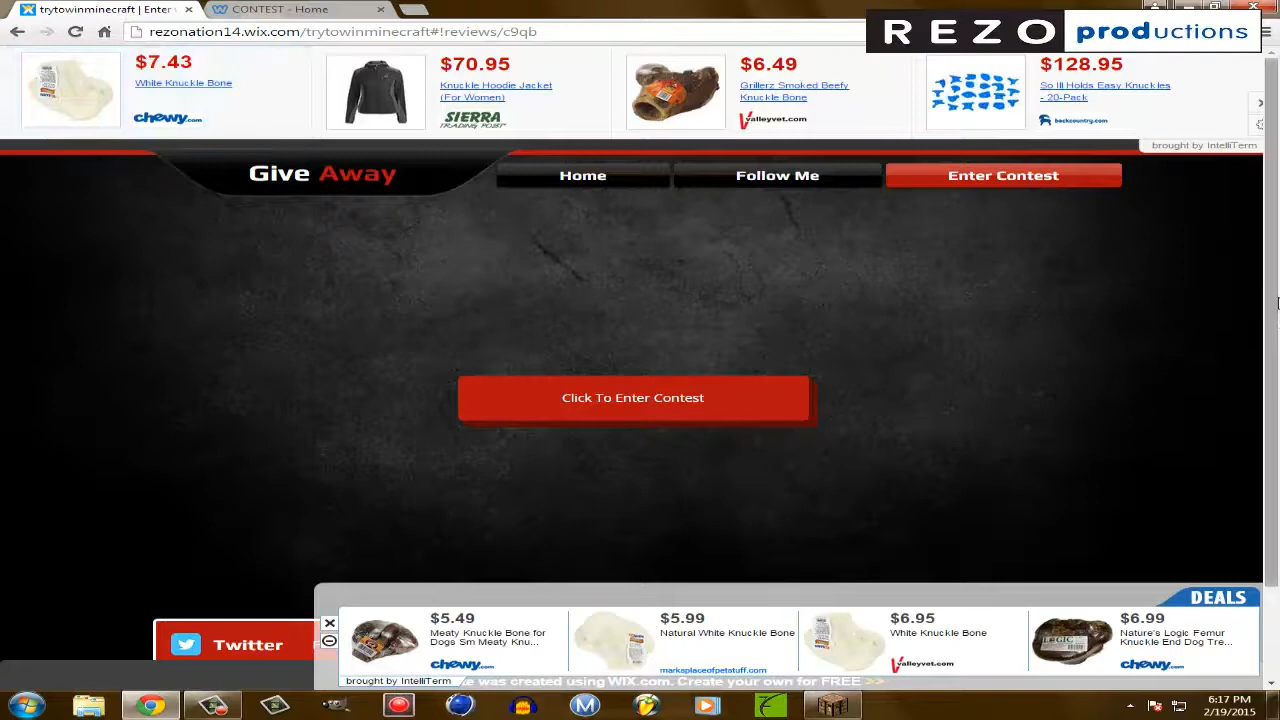 trytowinminecraft | Enter
CONTEST - Home
rezonation14.wix.com/trytowinminecraft#!reviews/c9qb
REZO productions
$7.43
White Knuckle Bone
chewy.com
$70.95
Knuckle Hoodie Jacket
(For Women)
SIERRA
TRADING POST
$6.49
Grillerz Smoked Beefy
Knuckle Bone
Valleyvet.com
$128.95
So Ill Holds Easy Knuckles
- 20-Pack
backcountry.com
brought by IntelliTerm
Give Away
Home
Follow Me
Enter Contest
Click To Enter Contest
DEALS
$5.49
Meaty Knuckle Bone for
Dogs Sm Meaty Knu...
chewy.com
$5.99
Natural White Knuckle Bone
marketplaceofpetstuff.com
$6.95
White Knuckle Bone
Valleyvet.com
$6.99
Nature's Logic Femur
Knuckle End Dog Tre...
chewy.com
Twitter
brought by IntelliTerm
te was created using WIX.com. Create your own for FREE >>
6:17 PM
2/19/2015